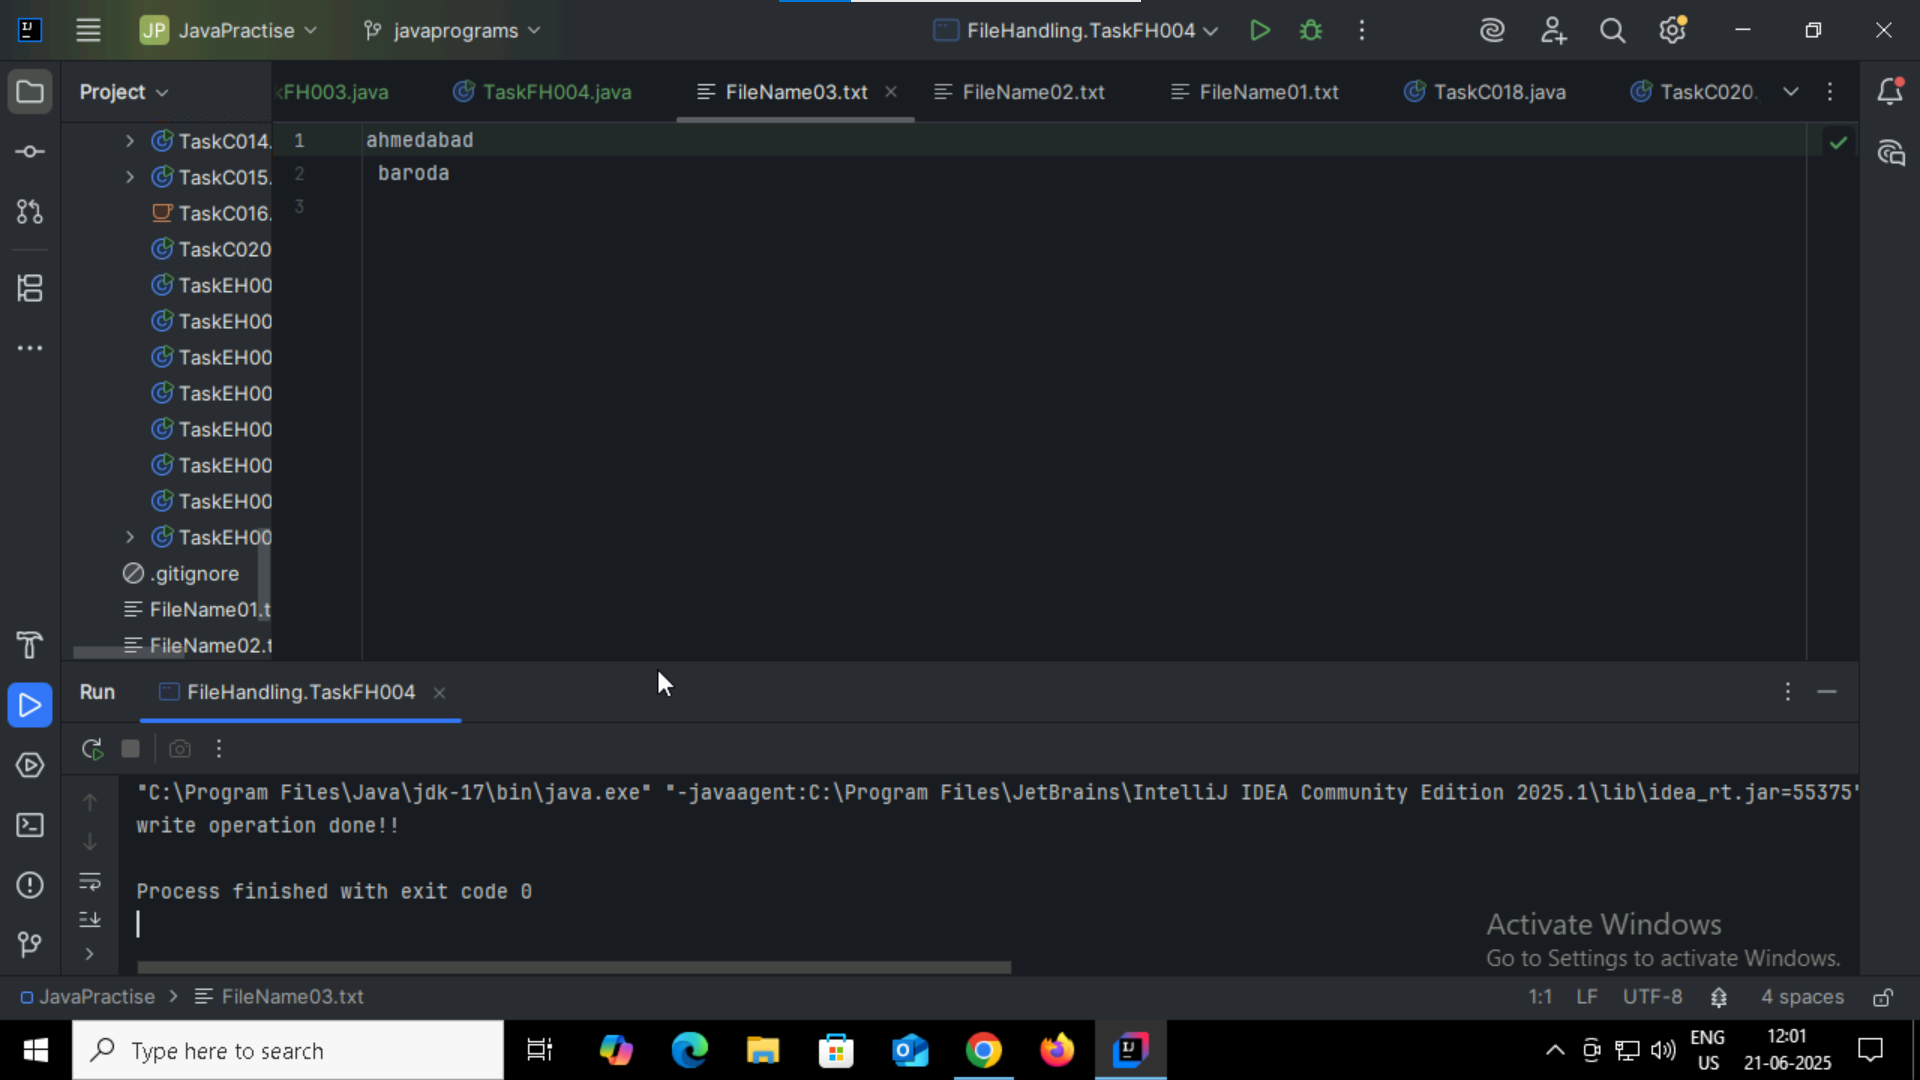 JP JavaPractise
javaprograms
FileHandling.TaskFH004
Project
FH003.java
TaskFH004.java
FileName03.txt
FileName02.txt
FileName01.txt
TaskC018.java
TaskC020.
TaskC014.
TaskC015.
TaskC016.
TaskC020
TaskEH00
TaskEH00
TaskEH00
TaskEH00
TaskEH00
TaskEH00
TaskEH00
TaskEH00
.gitignore
FileName01.t
FileName02.t
1 ahmedabad
2 baroda
3
Run
FileHandling.TaskFH004
"C:\Program Files\Java\jdk-17\bin\java.exe" "-javaagent:C:\Program Files\JetBrains\IntelliJ IDEA Community Edition 2025.1\lib\idea_rt.jar=55375"
write operation done!!
Process finished with exit code 0
Activate Windows
Go to Settings to activate Windows.
JavaPractise > FileName03.txt
1:1 LF UTF-8 4 spaces
Type here to search
ENG
US
12:01
21-06-2025